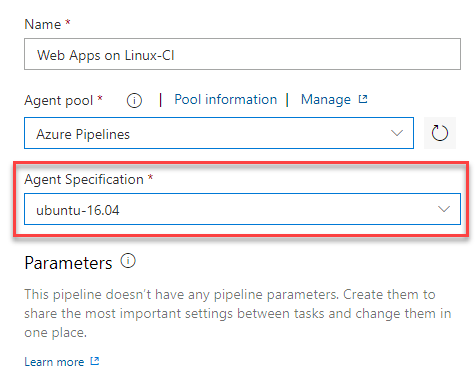 Name *
Web Apps on Linux-CI
Agent pool * | Pool information | Manage
Azure Pipelines
Agent Specification *
ubuntu-16.04
Parameters
This pipeline doesn't have any pipeline parameters. Create them to
share the most important settings between tasks and change them in
one place.
Learn more